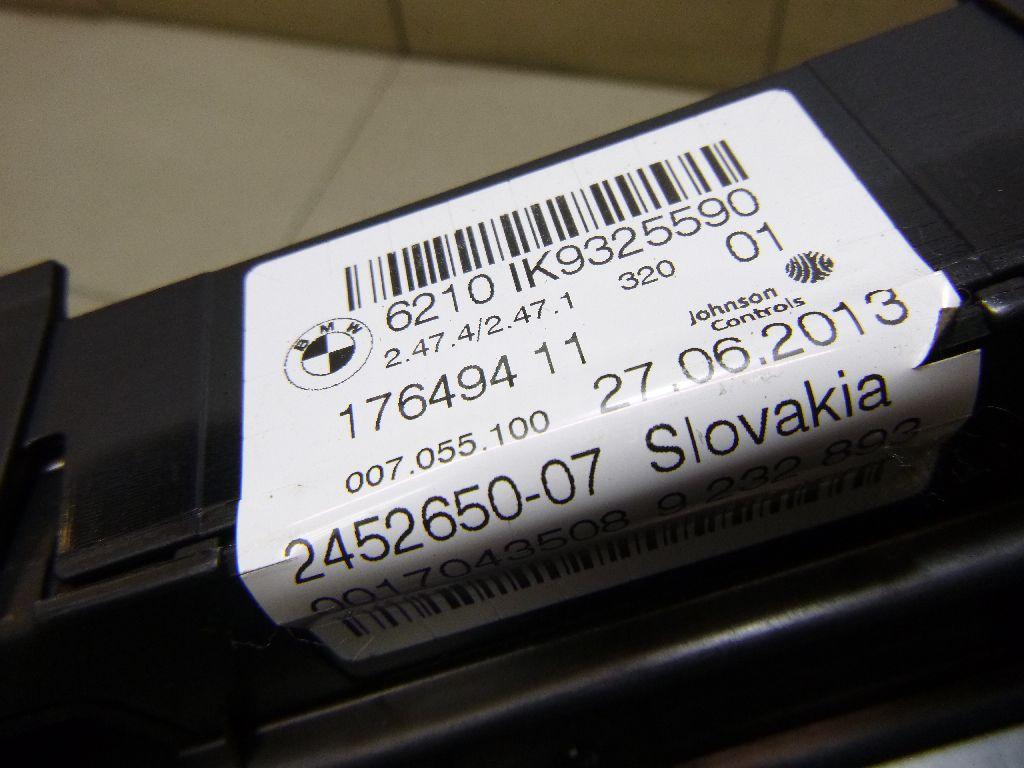 6210 IK9325590
BMW
2.47.4/2.47.1 320 01
Johnson
Controls
176494 11
27.06.2013
007.055.100
2452650-07 Slovakia
0017043508 9 232 893